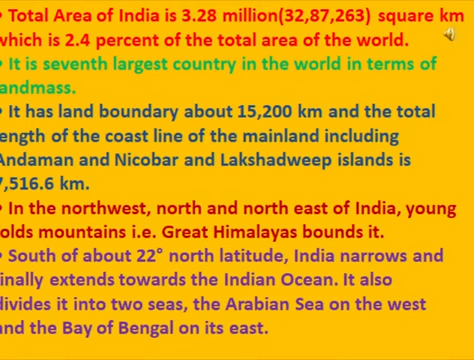 • Total Area of India is 3.28 million(32,87,263) square km
which is 2.4 percent of the total area of the world.
• It is seventh largest country in the world in terms of
landmass.
• It has land boundary about 15,200 km and the total
length of the coast line of the mainland including
Andaman and Nicobar and Lakshadweep islands is
7,516.6 km.
• In the northwest, north and north east of India, young
folds mountains i.e. Great Himalayas bounds it.
• South of about 22° north latitude, India narrows and
finally extends towards the Indian Ocean. It also
divides it into two seas, the Arabian Sea on the west
and the Bay of Bengal on its east.